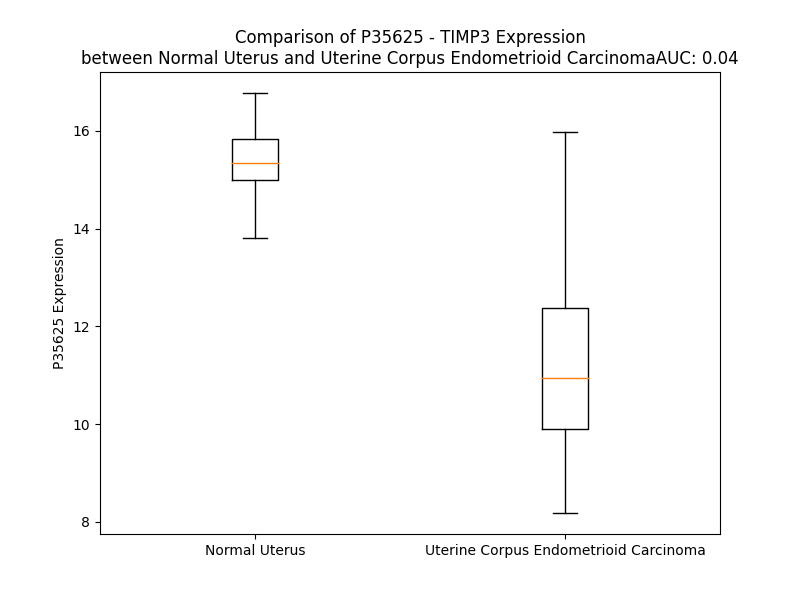 Comparison of P35625 - TIMP3 Expression
between Normal Uterus and Uterine Corpus Endometrioid CarcinomaAUC: 0.04
P35625 Expression
16
14
12
10
8
Normal Uterus
Uterine Corpus Endometrioid Carcinoma